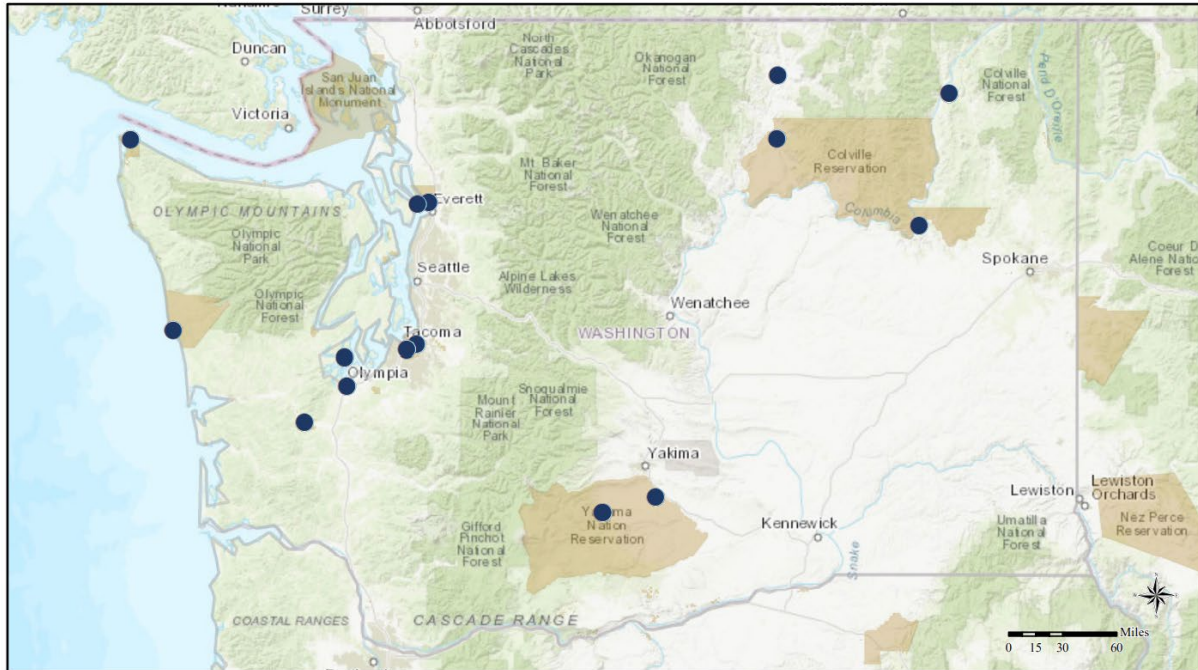 Surrey
Abbotsford
Duncan
North
Cascades
National
Park
Okanogan
National
Forest
Colville
National
Forest
Pend
Oreille
San Juan
Islands National
Monument
Victoria
Colville
Reservation
Mt. Baker
National
Forest
OLYMPIC MOUNTAINS
Everett
Columbia
Wenatchee
National
Forest
Olympic
National
Park
Spokane
Coeur D
Alene Natio
Forest
Seattle
Alpine Lakes
Wilderness
Olympic
National
Forest
Wenatchee
Tacoma
WASHINGTON
Olympia
Snoqualmie
National
Forest
Mount
Rainier
National
Park
Yakima
Lewiston
Lewiston
Orchards
Yakima
Nation
Reservation
Kennewick
Umatilla
National
Forest
Nez Perce
Reservation
Gifford
Pinchot
National
Forest
Snake
COASTAL RANGES
CASCADE RANGE
Miles
0 15 30 60